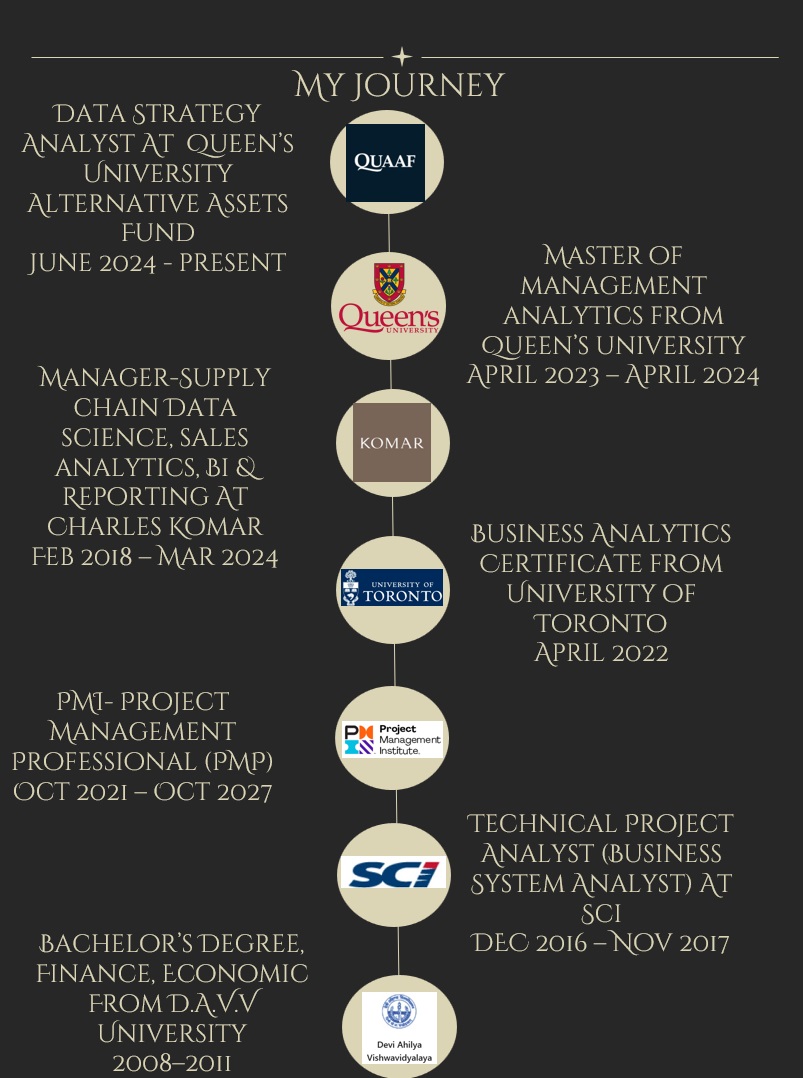 My Journey
Data Strategy
Analyst At Queen's
University
Alternative Assets
Fund
June 2024 - present
QUAAF
Queen's
UNIVERSITY
Master of
management
analytics from
Queen's university
April 2023 – April 2024
Manager-Supply
Chain Data
science, sales
analytics, BI &
Reporting At
Charles Komar
Feb 2018 – Mar 2024
KOMAR
UNIVERSITY OF
TORONTO
Business Analytics
Certificate from
University of
Toronto
April 2022
PMI- Project
Management
Professional (PMP)
Oct 2021 – Oct 2027
Project
Management
Institute.
SCI
Technical Project
Analyst (Business
System Analyst) At
SCI
Dec 2016 – Nov 2017
Bachelor's Degree,
Finance, Economic
From D.A.V.V
University
2008–2011
Devi Ahilya
Vishwavidyalaya